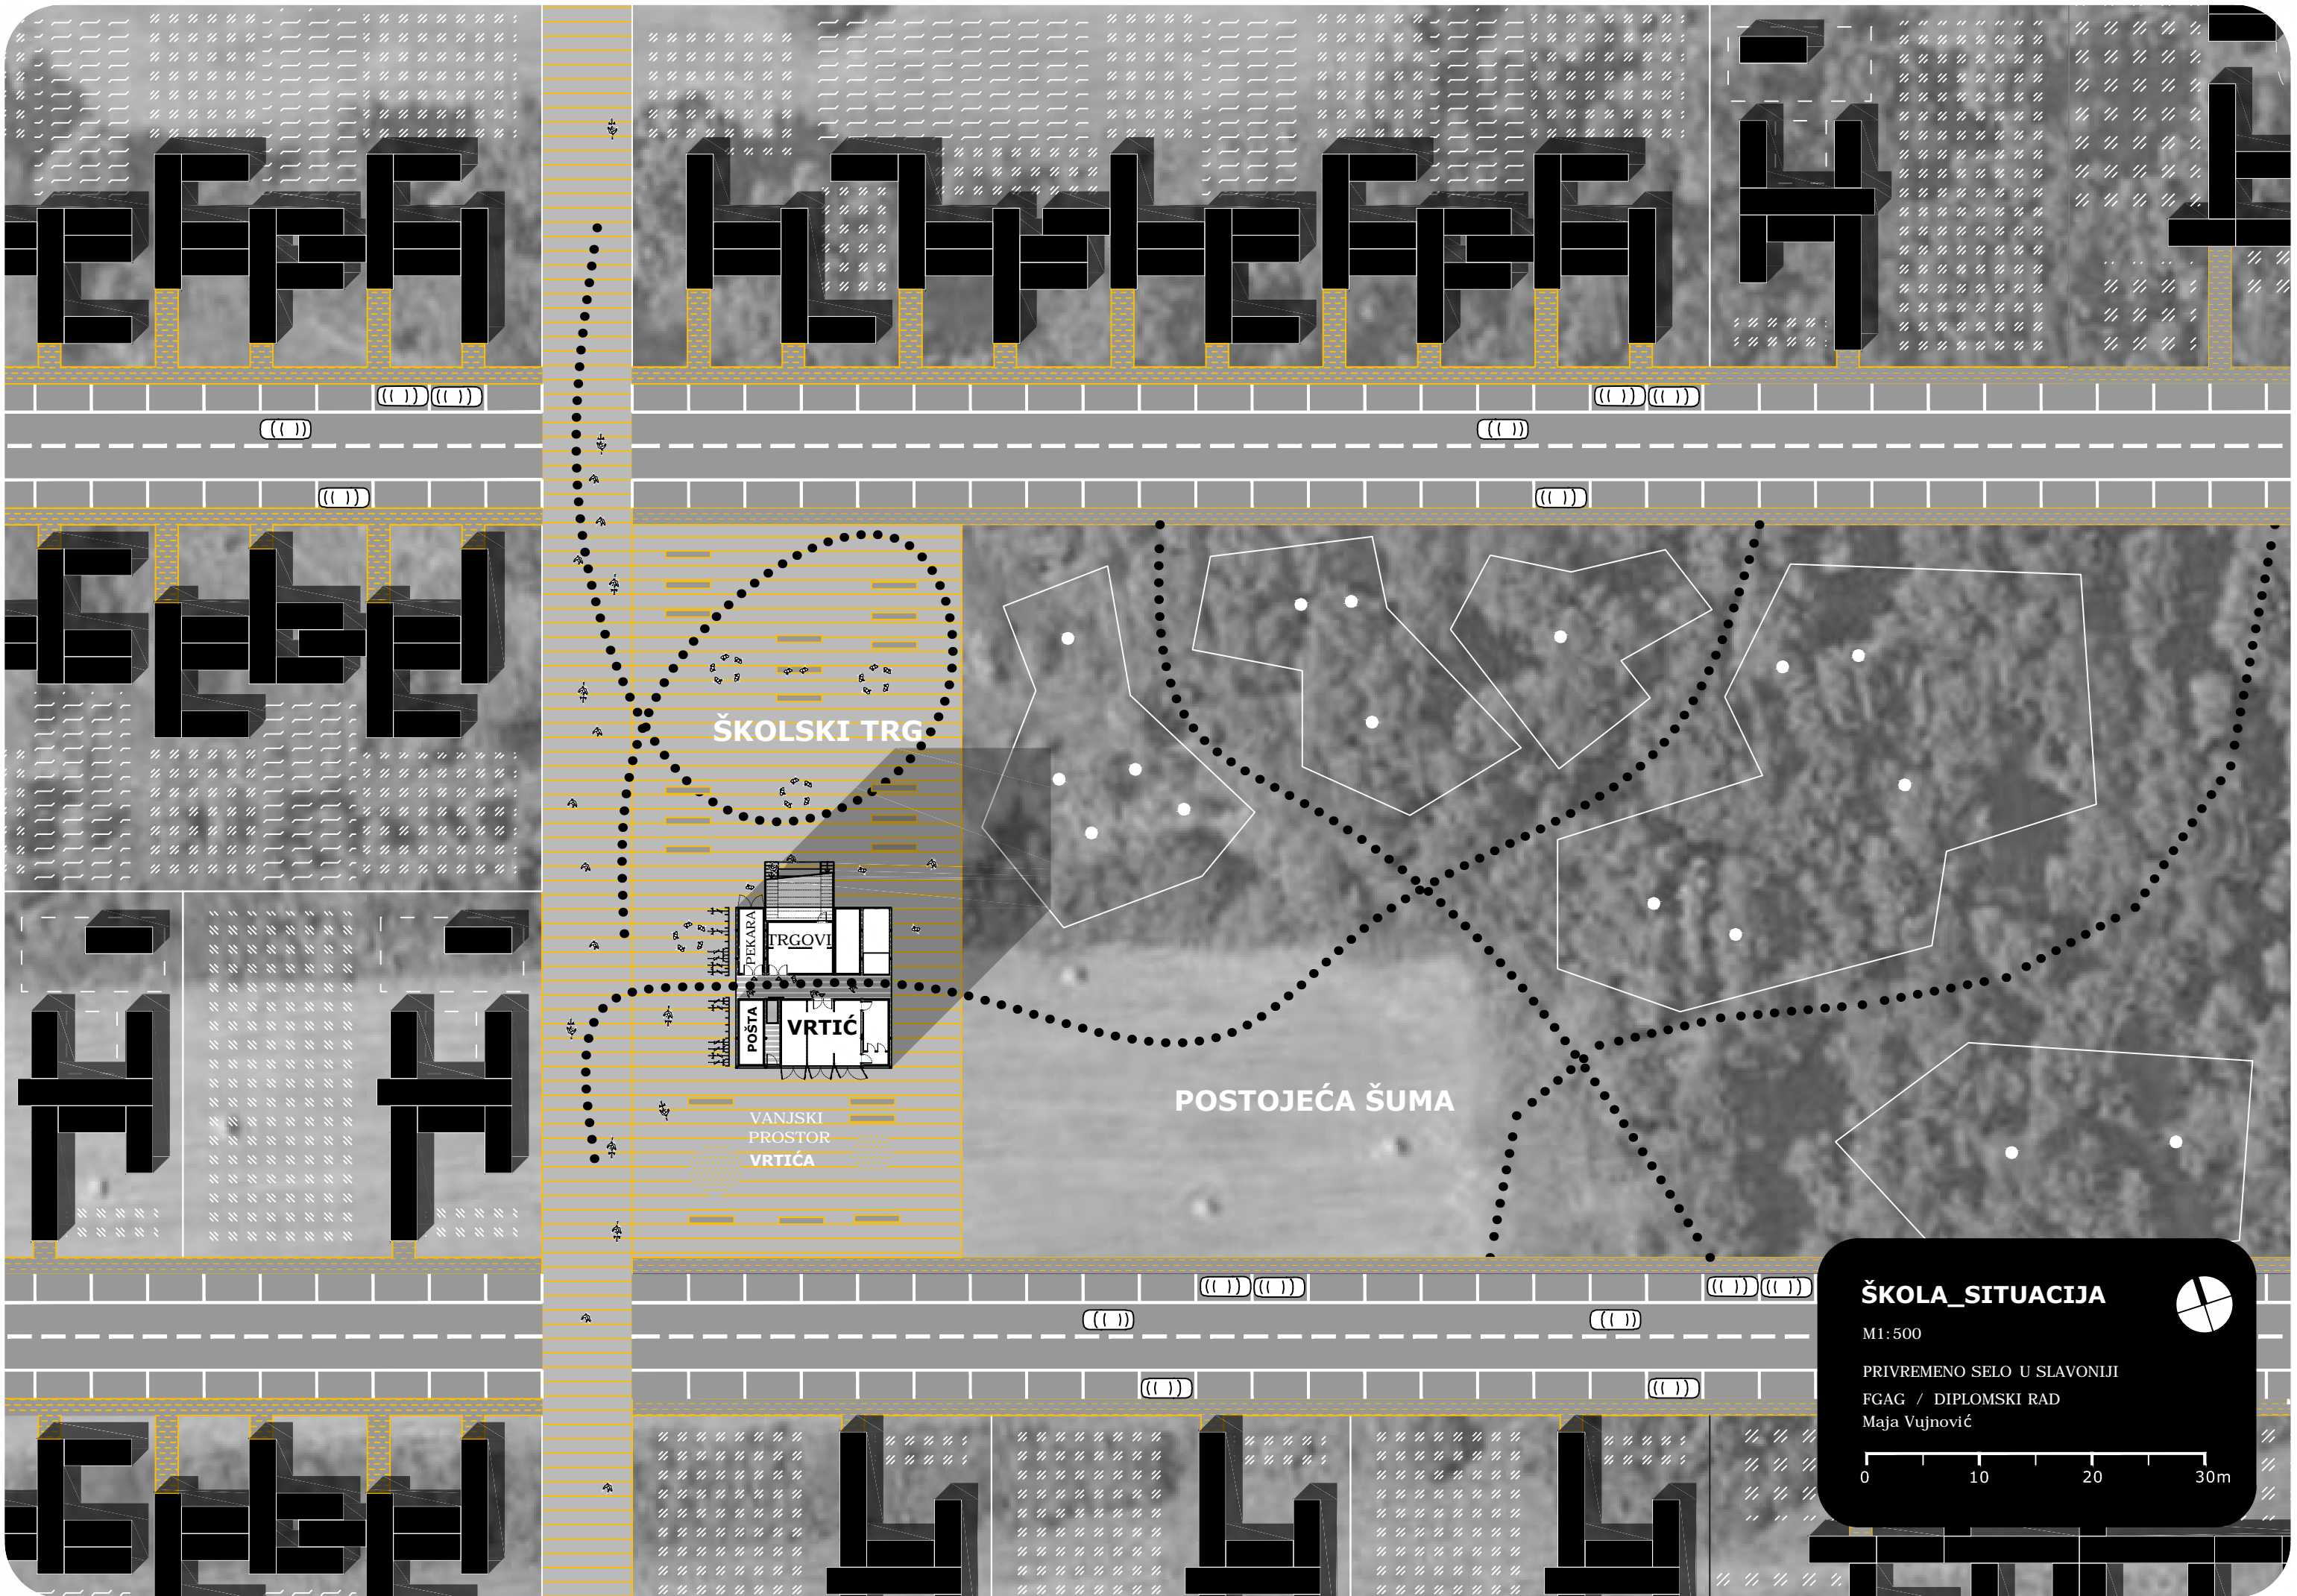 ŠKOLSKI TRG
PEKARA
TRGOVI
POŠTA
VRTIĆ
VANJSKI
PROSTOR
VRTIĆA
POSTOJEĆA ŠUMA
ŠKOLA_SITUACIJA
M1:500
PRIVREMENO SELO U SLAVONIJI
FGAG / DIPLOMSKI RAD
Maja Vujnović
0 10 20 30m